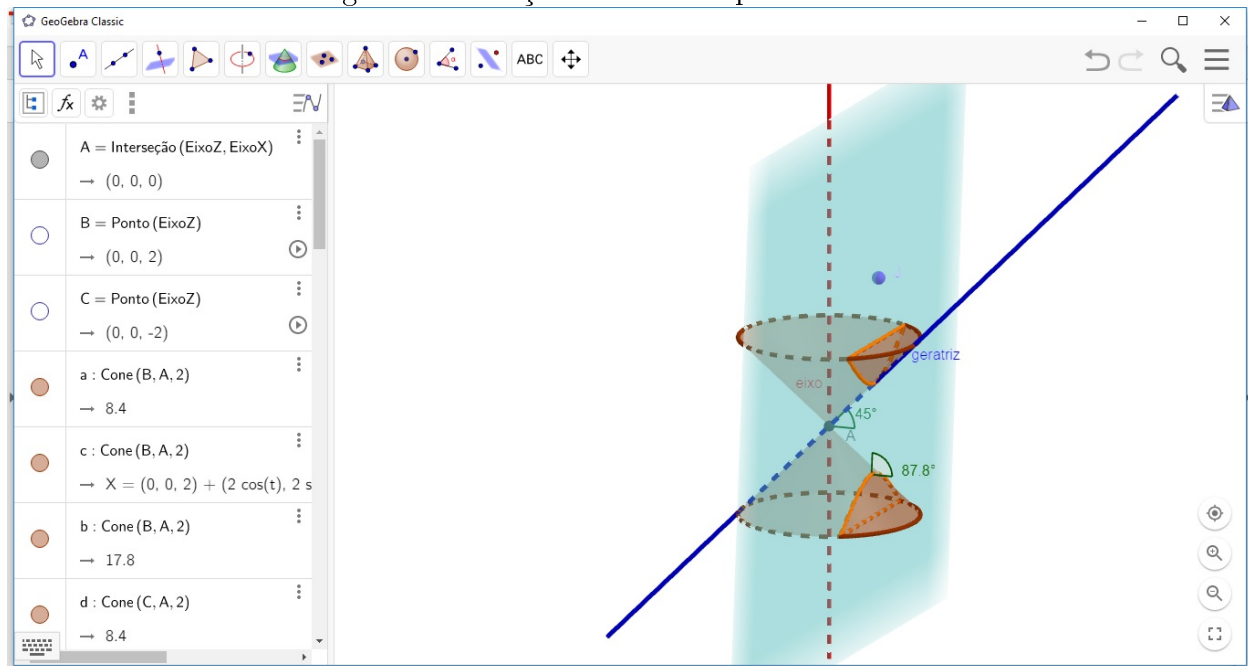 GeoGebra Classic
ABC
fx
A = Interseção (EixoZ, EixoX)
→ (0, 0, 0)
B = Ponto (EixoZ)
→ (0, 0, 2)
C = Ponto (EixoZ)
→ (0, 0, -2)
a : Cone (B, A, 2)
→ 8.4
c : Cone (B, A, 2)
→ X = (0, 0, 2) + (2 cos(t), 2 s
b : Cone (B, A, 2)
→ 17.8
d : Cone (C, A, 2)
→ 8.4
geratriz
eixo
45°
A
87.8°